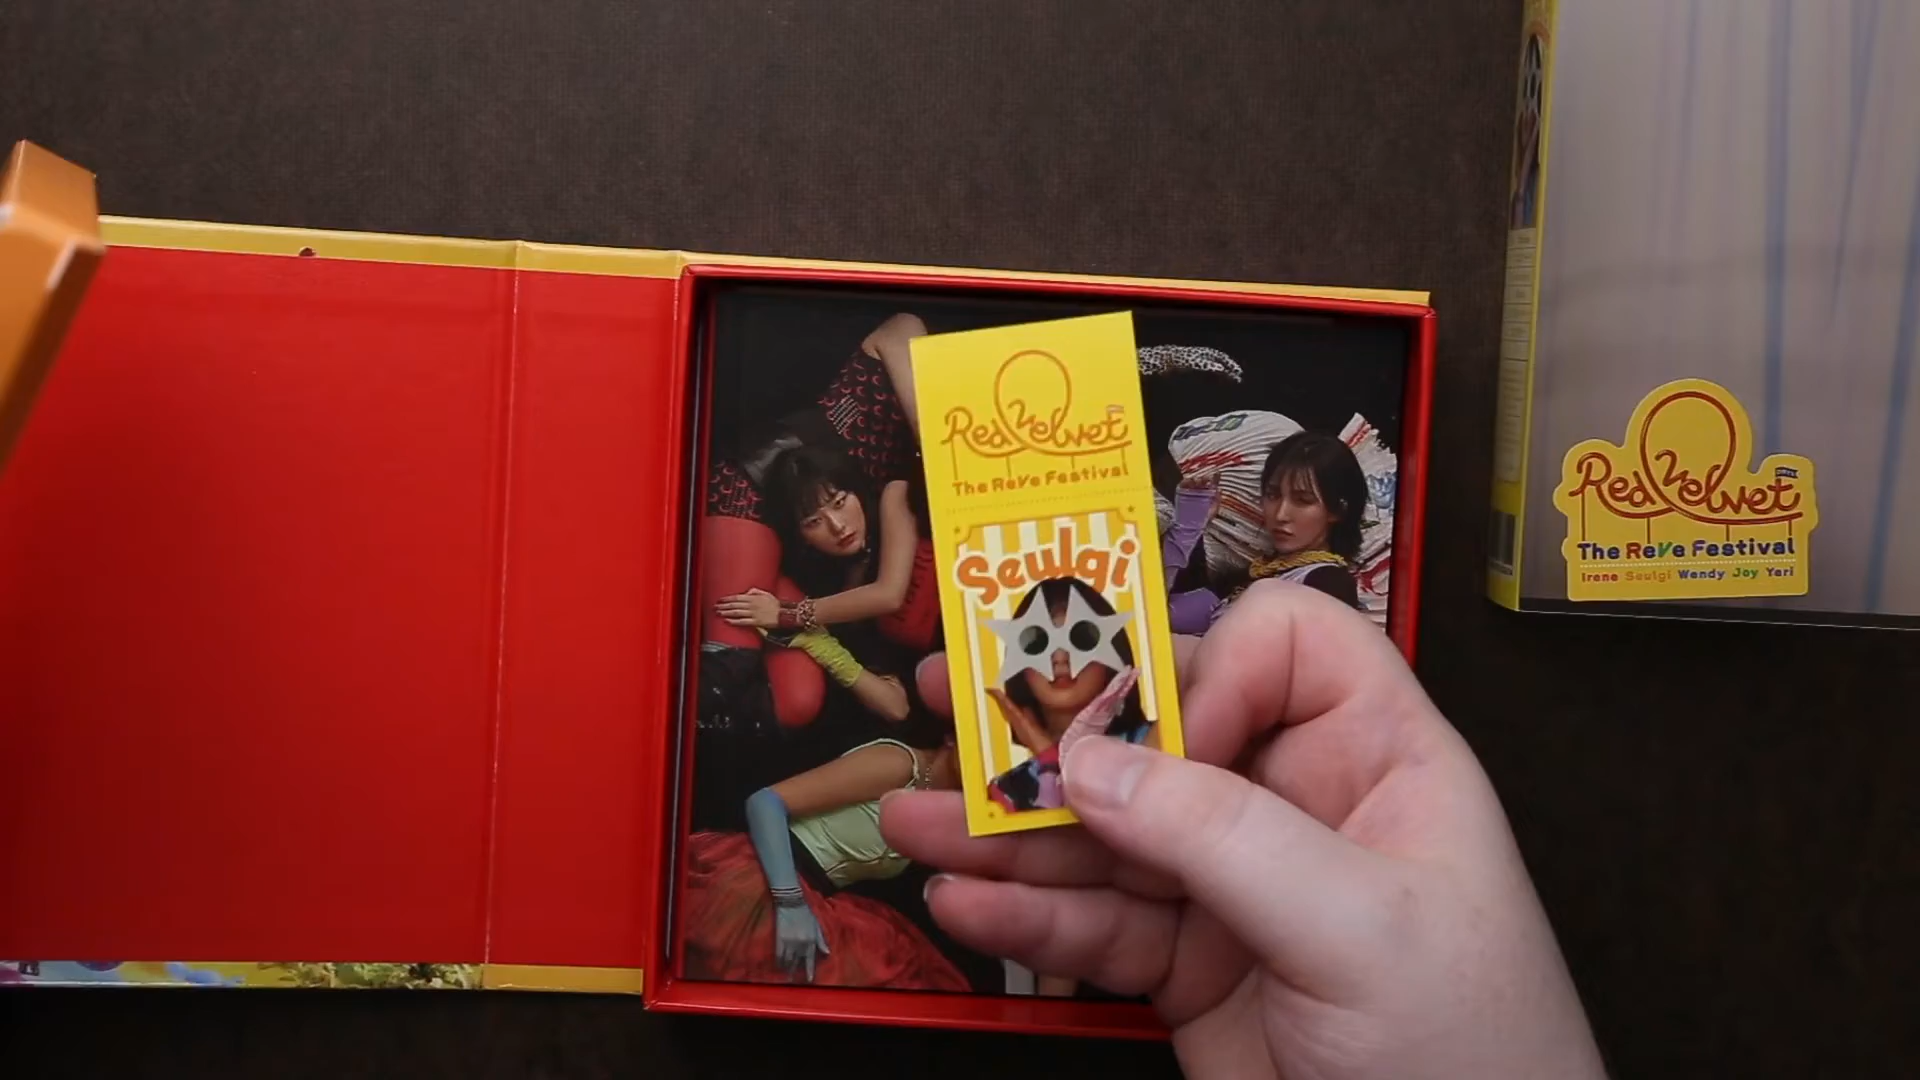 Red Velvet
The ReVe Festival
Seulgi
Red Velvet
The ReVe Festival
Irene Seulgi Wendy Joy Yeri